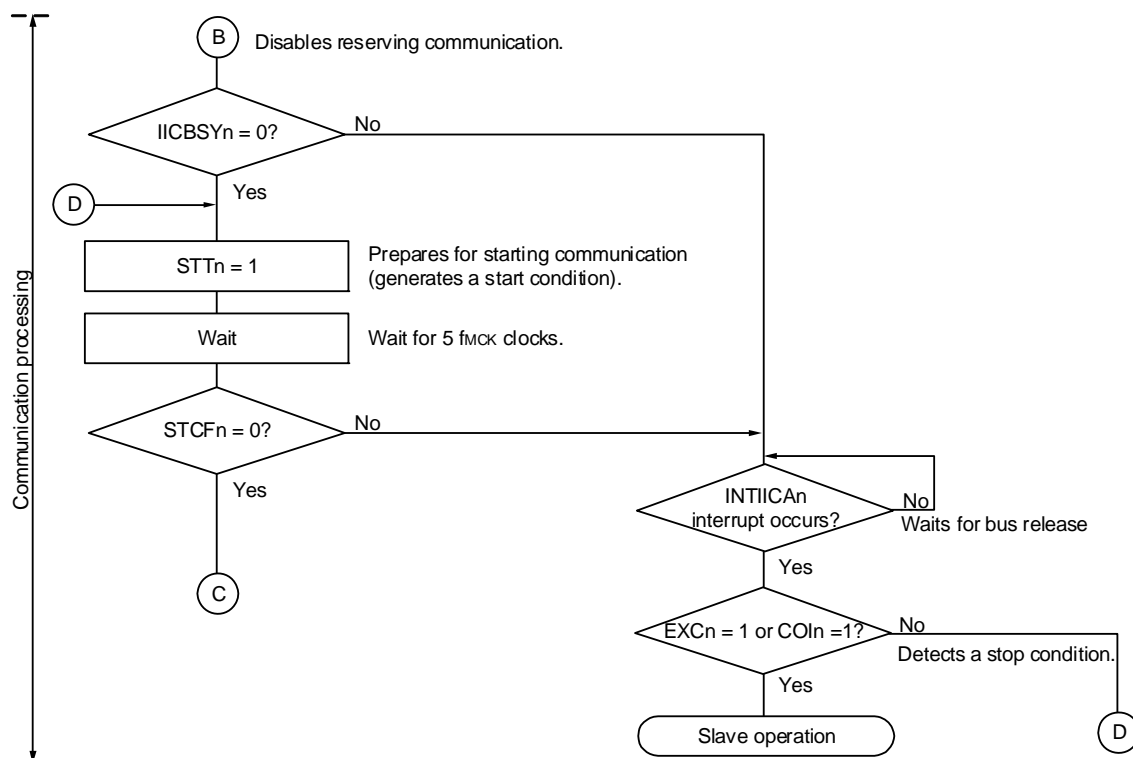 B
Disables reserving communication.
IICBSYn = 0?
No
Yes
D
STTn = 1
Prepares for starting communication
(generates a start condition).
Wait
Wait for 5 fMCK clocks.
STCFn = 0?
No
Yes
C
INTIICAn
interrupt occurs?
No
Waits for bus release
Yes
EXCn = 1 or COIn =1?
No
Detects a stop condition.
Yes
Slave operation
D
Communication processing